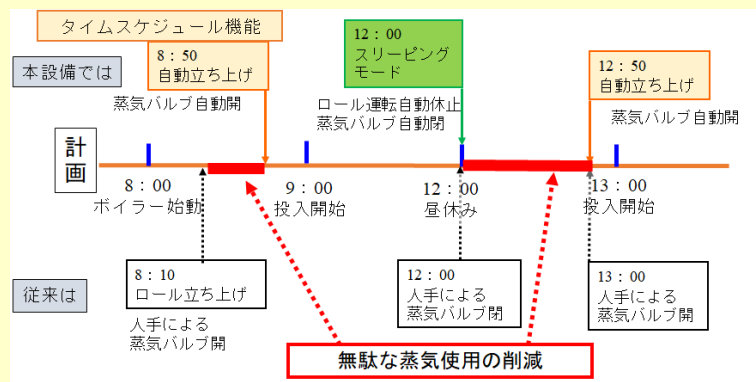 タイムスケジュール機能
本設備では
8：50
自動立ち上げ
蒸気バルブ自動開
12：00
スリーピング
モード
ロール運転自動休止
蒸気バルブ自動閉
12：50
自動立ち上げ
蒸気バルブ自動開
計画
8：00
ボイラー始動
9：00
投入開始
12：00
昼休み
13：00
投入開始
従来は
8：10
ロール立ち上げ
人手による
蒸気バルブ開
12：00
人手による
蒸気バルブ閉
13：00
人手による
蒸気バルブ開
無駄な蒸気使用の削減